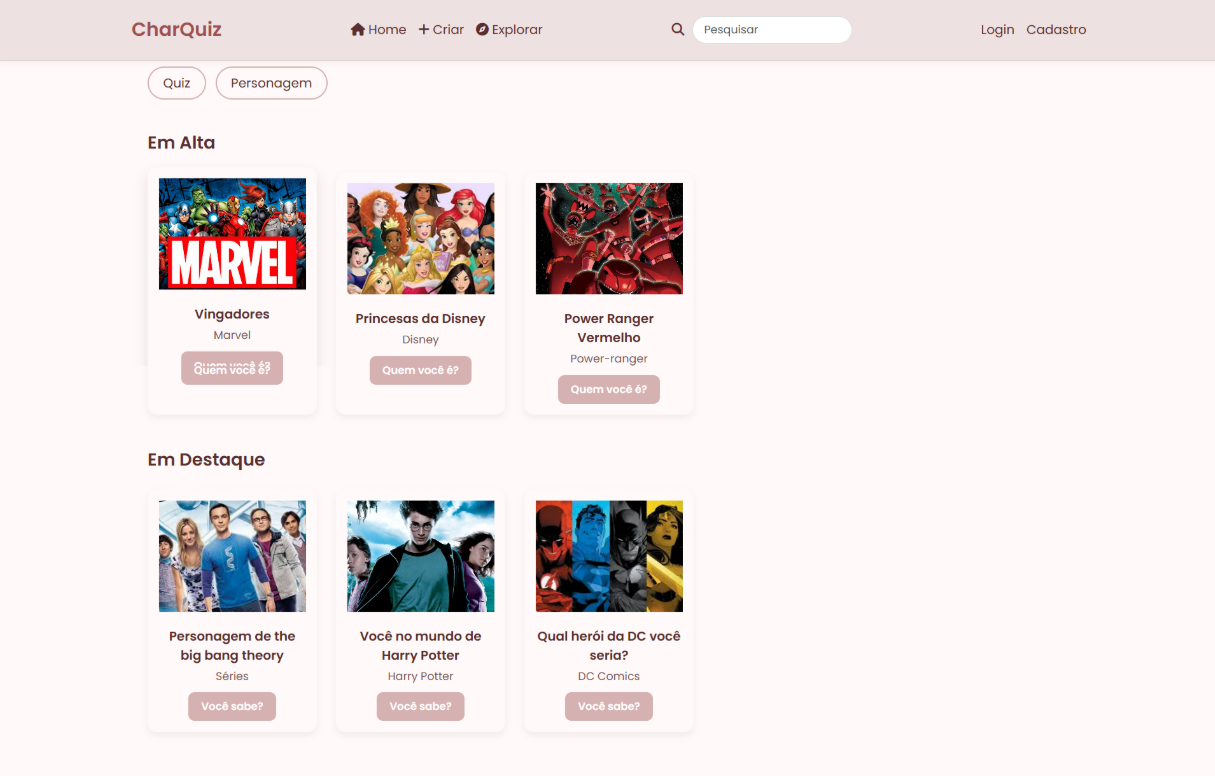 CharQuiz
Home
Criar
Explorar
Pesquisar
Login
Cadastro
Quiz
Personagem
Em Alta
MARVEL
Vingadores
Marvel
Quem você é?
Quem você é?
Princesas da Disney
Disney
Quem você é?
Power Ranger
Vermelho
Power-ranger
Quem você é?
Em Destaque
Personagem de the
big bang theory
Séries
Você sabe?
Você no mundo de
Harry Potter
Harry Potter
Você sabe?
Qual herói da DC você
seria?
DC Comics
Você sabe?